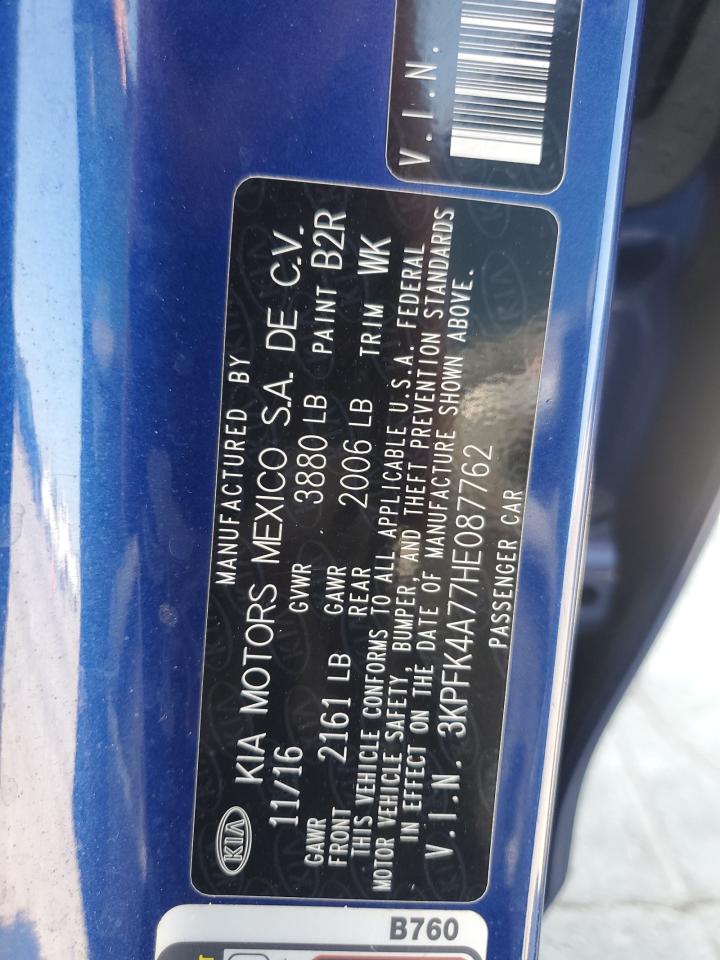 V.I.N.
KIA
MANUFACTURED BY
KIA MOTORS MEXICO S.A. DE C.V.
11/16 GVWR 3880 LB PAINT B2R
GAWR FRONT 2161 LB GAWR REAR 2006 LB TRIM WK
THIS VEHICLE CONFORMS TO ALL APPLICABLE U.S.A. FEDERAL
MOTOR VEHICLE SAFETY, BUMPER, AND THEFT PREVENTION STANDARDS
IN EFFECT ON THE DATE OF MANUFACTURE SHOWN ABOVE.
V.I.N. 3KPFK4A77HE087762
PASSENGER CAR
B760